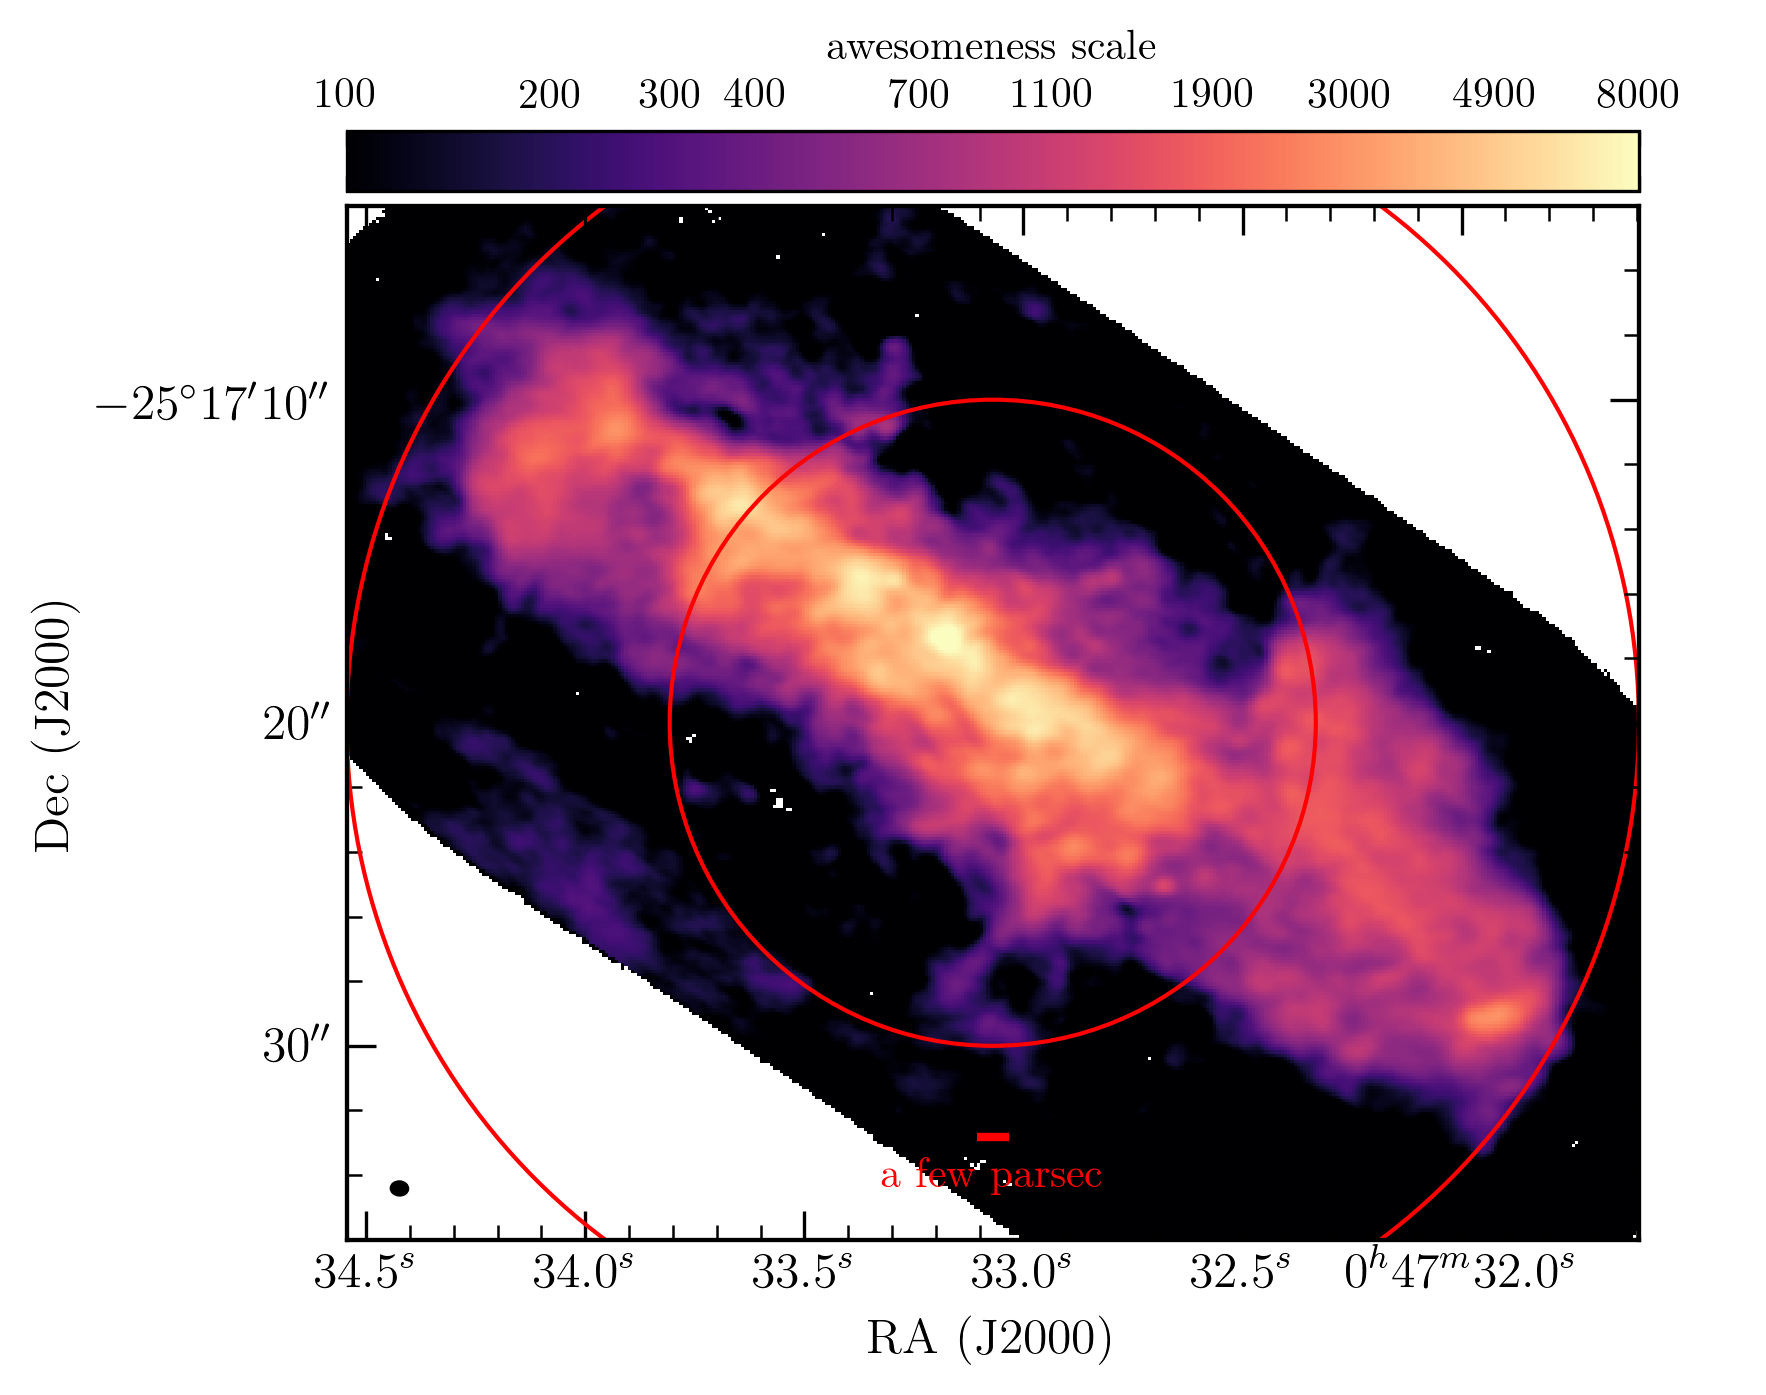 awesomeness scale
100 200 300 400 700 1100 1900 3000 4900 8000
−25°17′10″
20″
30″
Dec (J2000)
a few parsec
34.5ˢ 34.0ˢ 33.5ˢ 33.0ˢ 32.5ˢ 0ʰ47ᵐ32.0ˢ
RA (J2000)